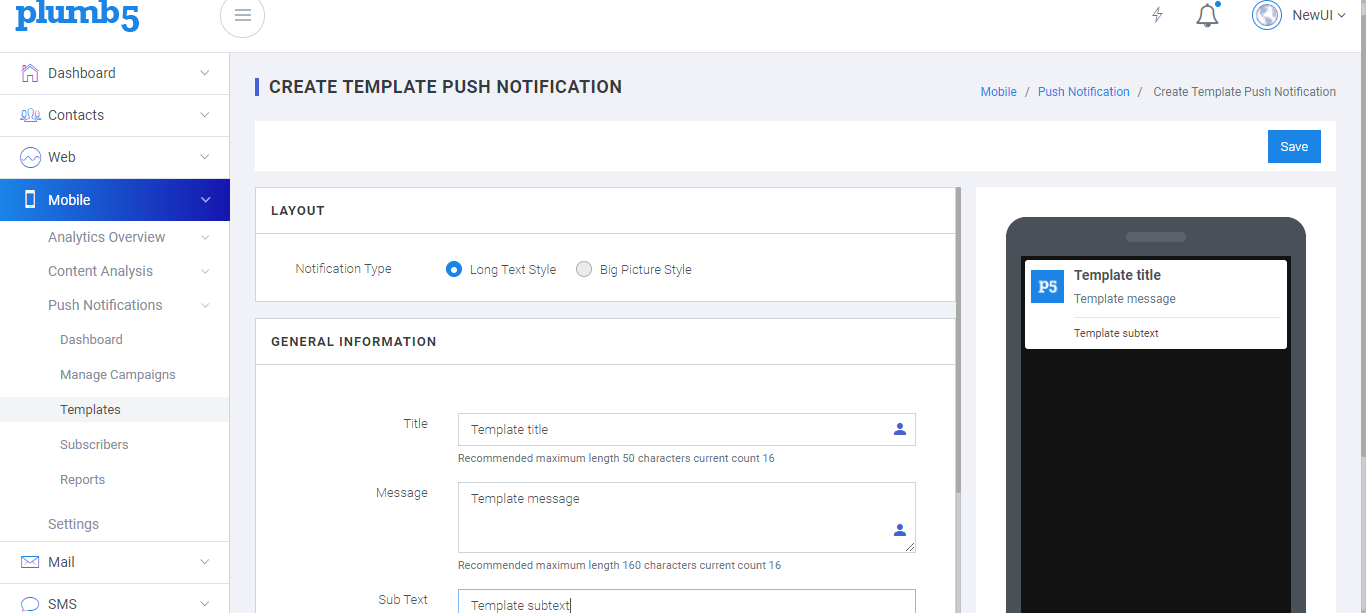 plumb5
NewUI
Dashboard
Contacts
Web
Mobile
Analytics Overview
Content Analysis
Push Notifications
Dashboard
Manage Campaigns
Templates
Subscribers
Reports
Settings
Mail
SMS
CREATE TEMPLATE PUSH NOTIFICATION
Mobile / Push Notification / Create Template Push Notification
Save
LAYOUT
Notification Type Long Text Style Big Picture Style
GENERAL INFORMATION
Title Template title
Recommended maximum length 50 characters current count 16
Message Template message
Recommended maximum length 160 characters current count 16
Sub Text Template subtext
P5
Template title
Template message
Template subtext